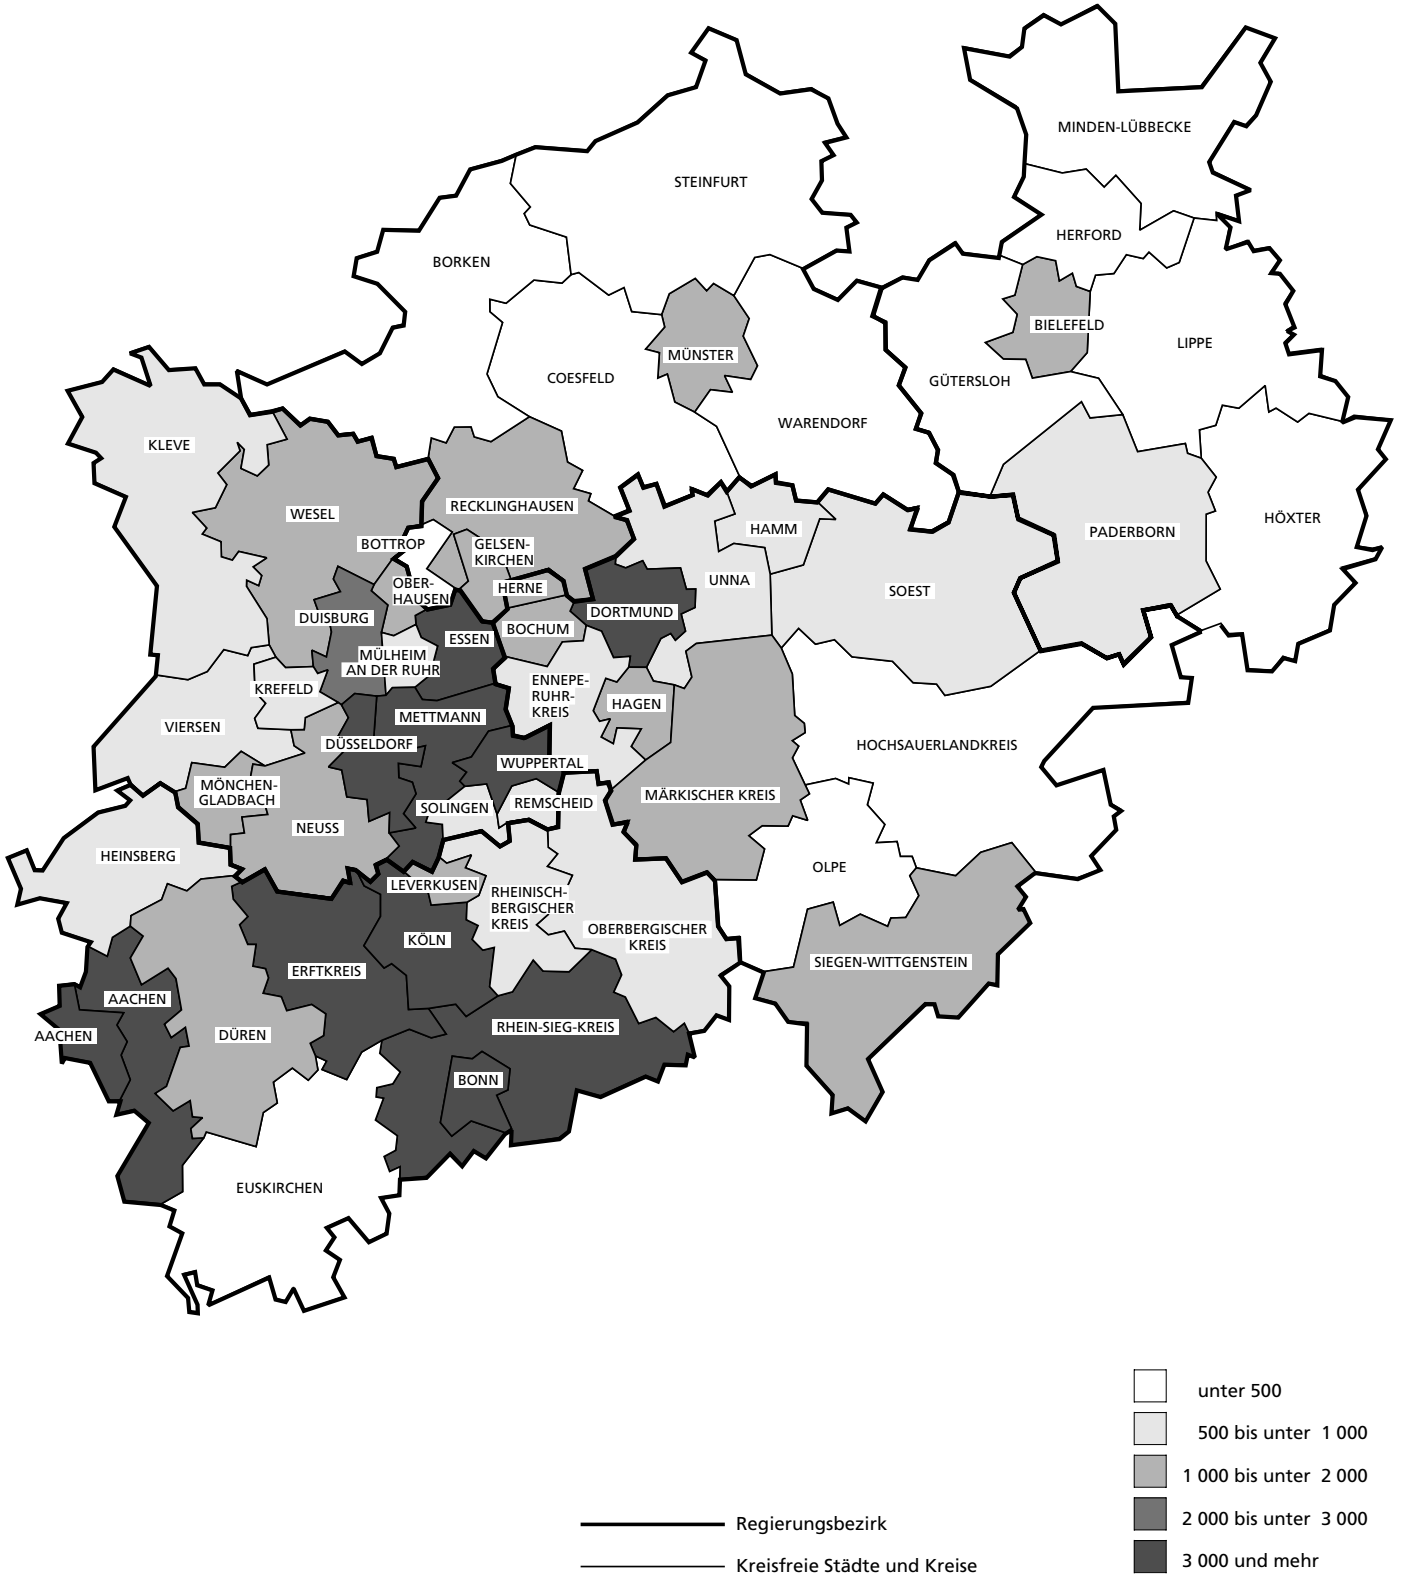 MINDEN-LÜBBECKE
STEINFURT
HERFORD
BORKEN
BIELEFELD
LIPPE
MÜNSTER
COESFELD
GÜTERSLOH
WARENDORF
KLEVE
RECKLINGHAUSEN
WESEL
HÖXTER
HAMM
PADERBORN
BOTTROP
GELSEN-
KIRCHEN
UNNA
OBER-
HAUSEN
HERNE
SOEST
DORTMUND
DUISBURG
BOCHUM
ESSEN
MÜLHEIM
AN DER RUHR
ENNEPE-
RUHR-
KREIS
KREFELD
HAGEN
METTMANN
VIERSEN
DÜSSELDORF
HOCHSAUERLANDKREIS
WUPPERTAL
MÖNCHEN-
GLADBACH
MÄRKISCHER KREIS
REMSCHEID
SOLINGEN
NEUSS
HEINSBERG
OLPE
LEVERKUSEN
RHEINISCH-
BERGISCHER
KREIS
OBERBERGISCHER
KREIS
KÖLN
SIEGEN-WITTGENSTEIN
ERFTKREIS
AACHEN
RHEIN-SIEG-KREIS
AACHEN
DÜREN
BONN
EUSKIRCHEN
unter 500
500 bis unter 1 000
1 000 bis unter 2 000
2 000 bis unter 3 000
3 000 und mehr
Regierungsbezirk
Kreisfreie Städte und Kreise